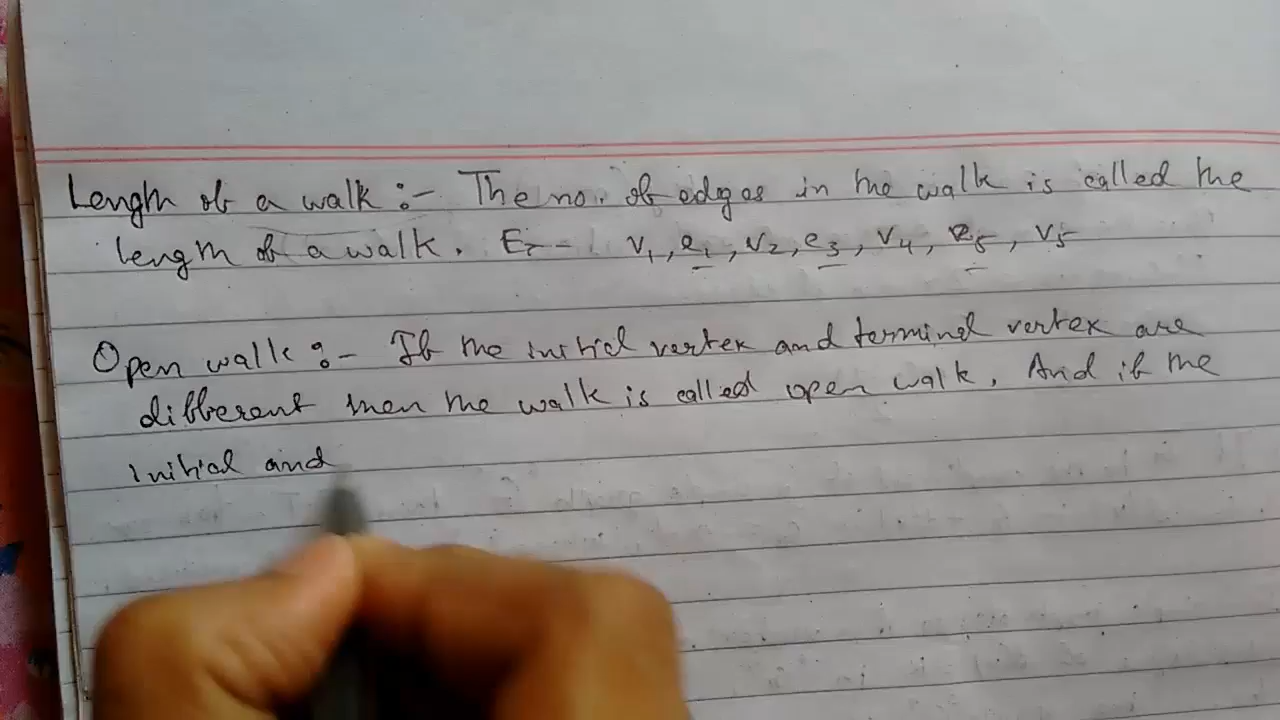 Length of a walk :- The no. of edges in the walk is called the
length of a walk. Ex - v1, e1, v2, e3, v4, e5, v5
Open walk :- If the initial vertex and terminal vertex are
different then the walk is called open walk. And if the
initial and